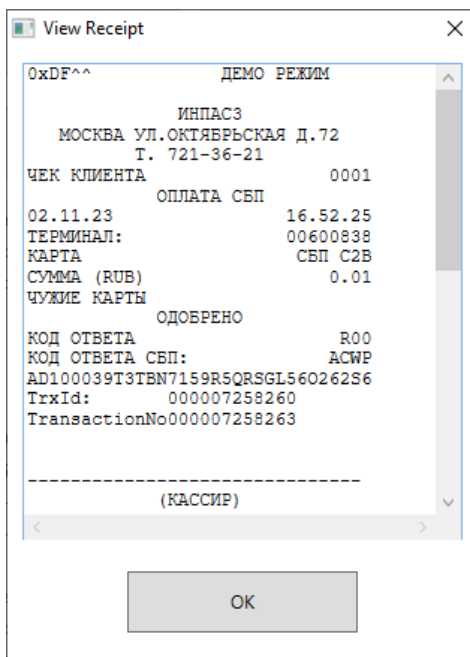 View Receipt
0xDF^^ ДЕМО РЕЖИМ
ИНПАС3
МОСКВА УЛ.ОКТЯБРЬСКАЯ Д.72
Т. 721-36-21
ЧЕК КЛИЕНТА 0001
ОПЛАТА СБП
02.11.23 16.52.25
ТЕРМИНАЛ: 00600838
КАРТА СБП C2B
СУММА (RUB) 0.01
ЧУЖИЕ КАРТЫ
ОДОБРЕНО
КОД ОТВЕТА R00
КОД ОТВЕТА СБП: ACWP
AD100039T3TBN7159R5QRSGL56O262S6
TrxId: 000007258260
TransactionNo000007258263
--------------------------------
(КАССИР)
OK